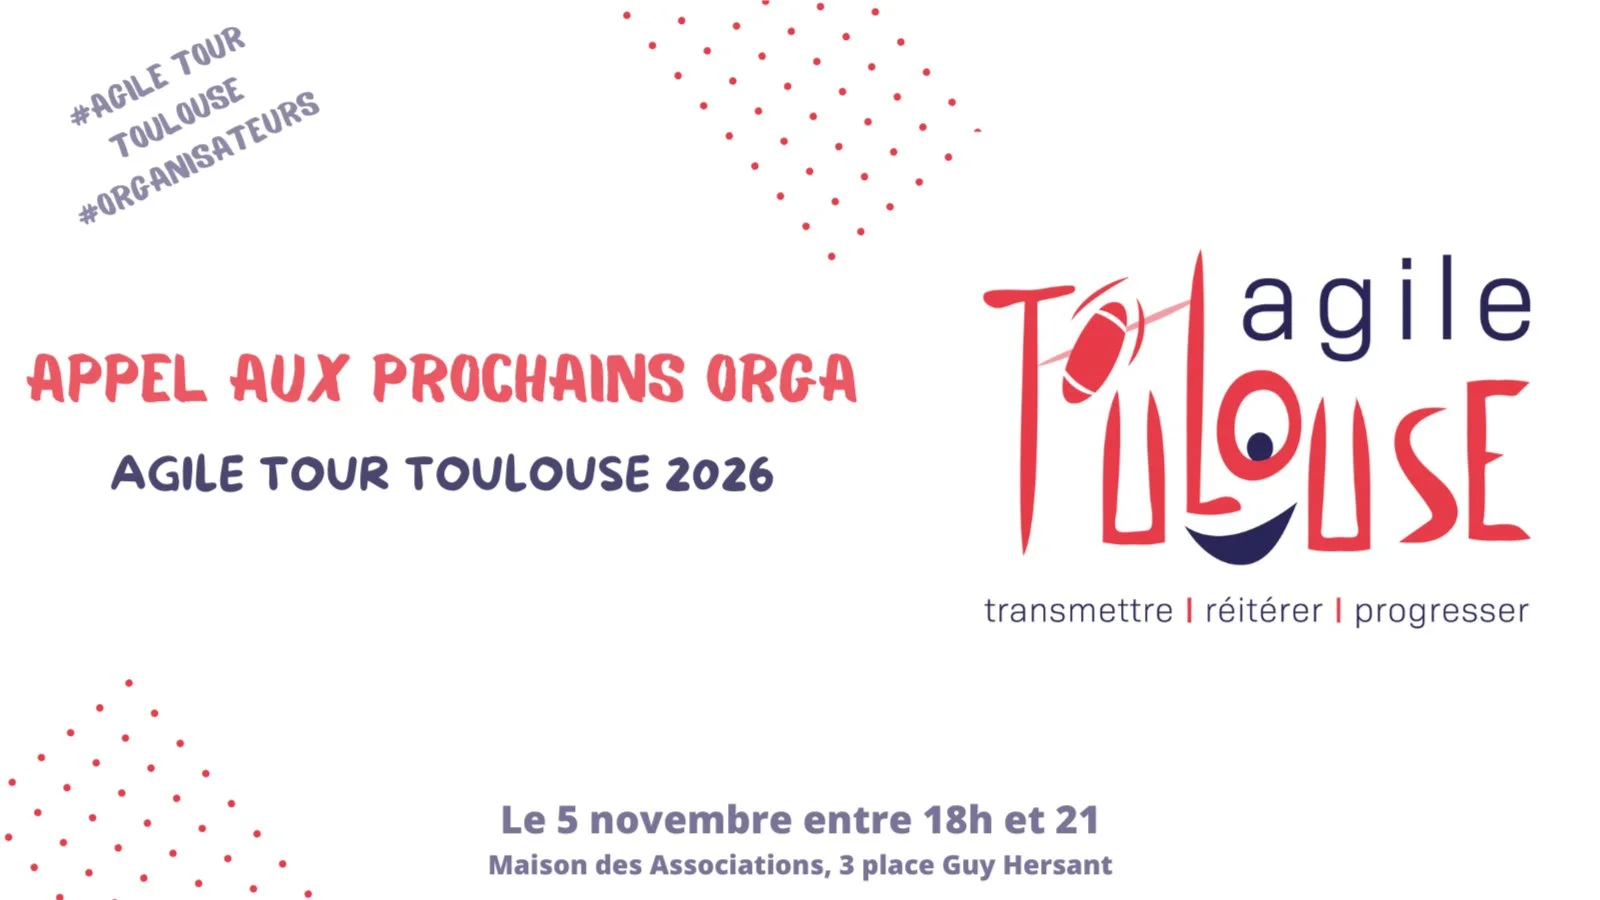 #AGILE TOUR
TOULOUSE
#ORGANISATEURS
APPEL AUX PROCHAINS ORGA
AGILE TOUR TOULOUSE 2026
agile
TOULOUSE
transmettre | réitérer | progresser
Le 5 novembre entre 18h et 21
Maison des Associations, 3 place Guy Hersant